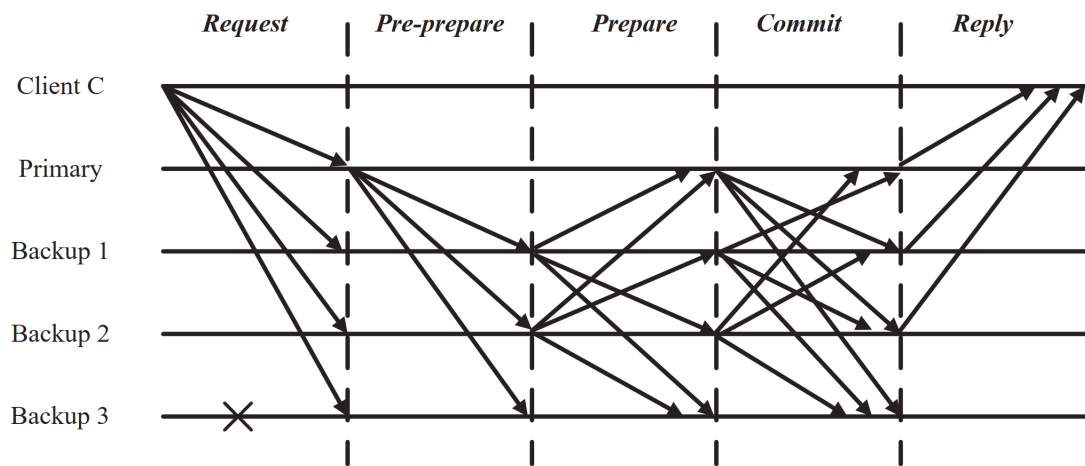 Request Pre-prepare Prepare Commit Reply
Client C
Primary
Backup 1
Backup 2
Backup 3